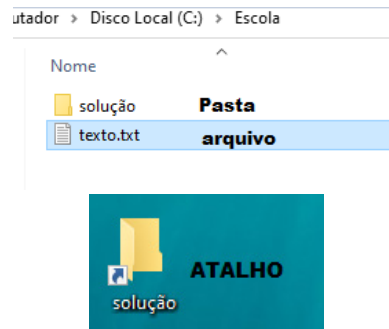 utador > Disco Local (C:) > Escola
Nome
solução Pasta
texto.txt arquivo
ATALHO
solução